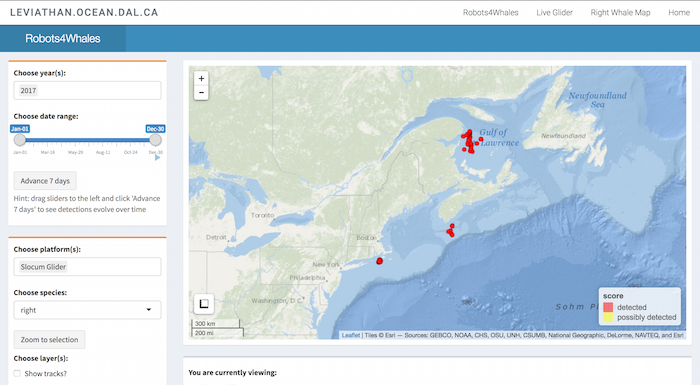 LEVIATHAN.OCEAN.DAL.CA
Robots4Whales Live Glider Right Whale Map Home
Robots4Whales
Choose year(s):
2017
Choose date range:
Jan-01 Dec-30
Jan-01 Mar-18 May-29 Aug-11 Oct-24 Dec-30
Advance 7 days
Hint: drag sliders to the left and click 'Advance
7 days' to see detections evolve over time
Choose platform(s):
Slocum Glider
Choose species:
right
Zoom to selection
Choose layer(s):
Show tracks?
+
−
Newfoundland
Sea
Gulf of
Lawrence
Newfoundland
Toronto
Detroit
Boston
New York
Philadelphia
Washington, D.C.
Sohm P
score
detected
possibly detected
300 km
200 mi
Leaflet | Tiles © Esri — Sources: GEBCO, NOAA, CHS, OSU, UNH, CSUMB, National Geographic, DeLorme, NAVTEQ, and Esri
You are currently viewing: